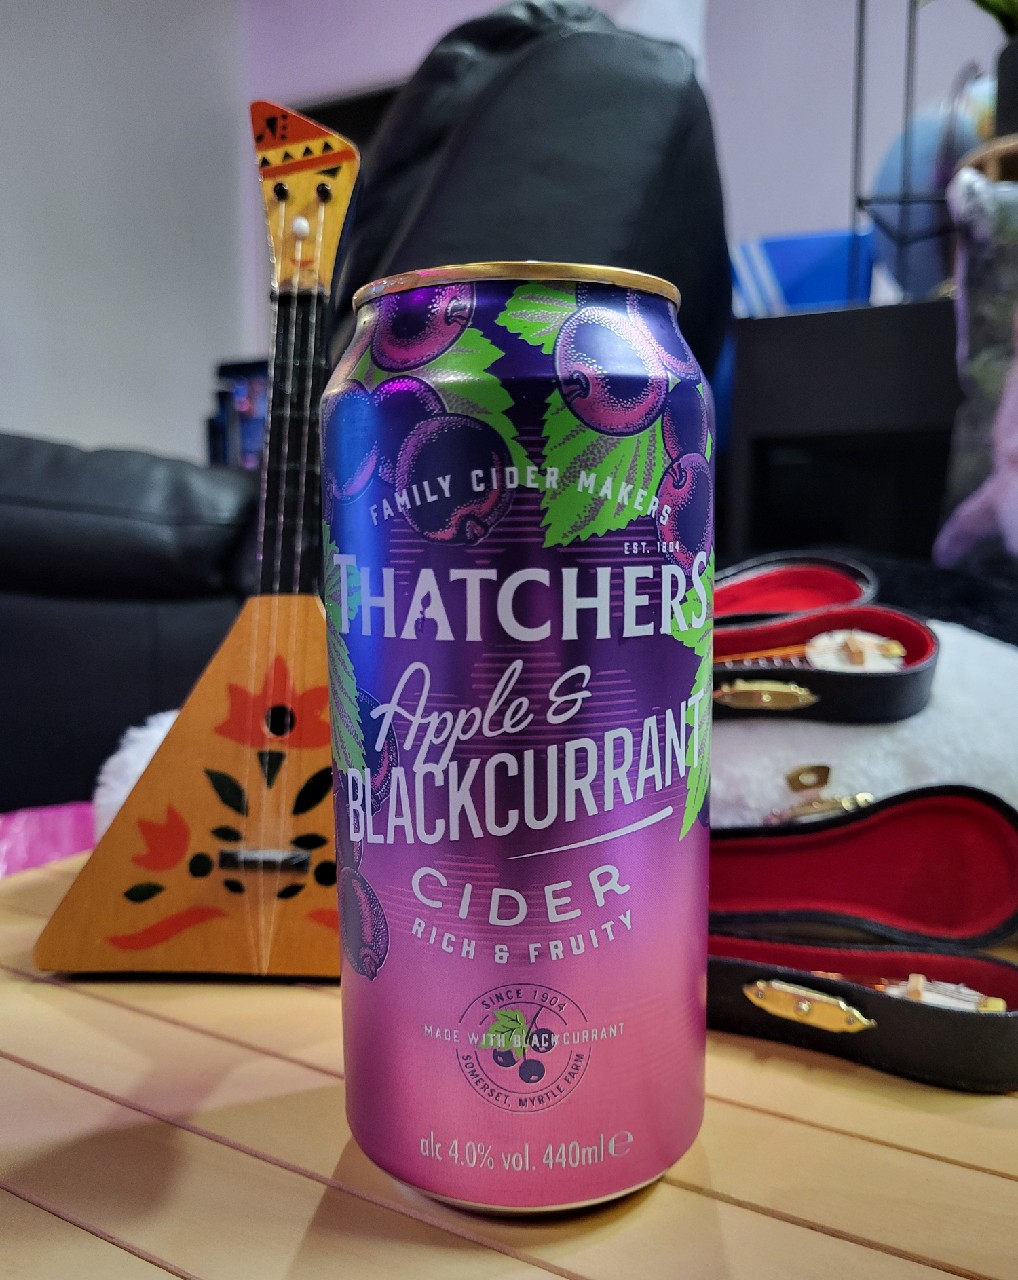 FAMILY CIDER MAKERS
EST. 1904
THATCHERS
Apple &
BLACKCURRANT
CIDER
RICH & FRUITY
SINCE 1904
MADE WITH BLACKCURRANT
SOMERSET, MYRTLE FARM
alc 4.0% vol. 440ml e